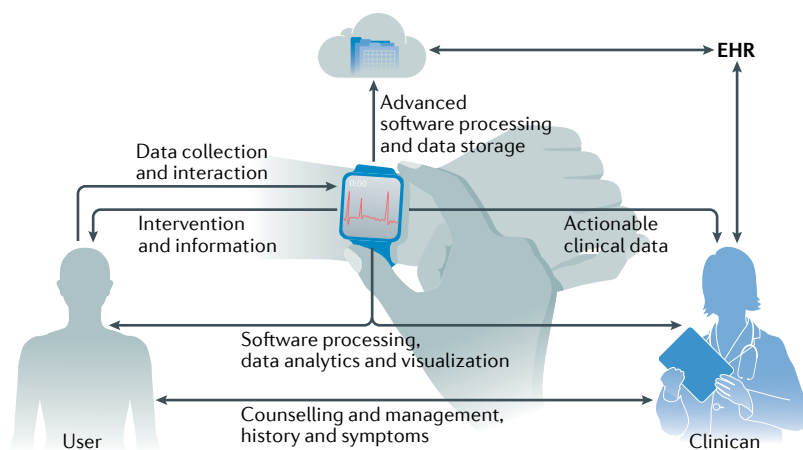 EHR
Advanced
software processing
and data storage
Data collection
and interaction
0:00
Intervention
and information
Actionable
clinical data
Software processing,
data analytics and visualization
Counselling and management,
history and symptoms
User
Clinican